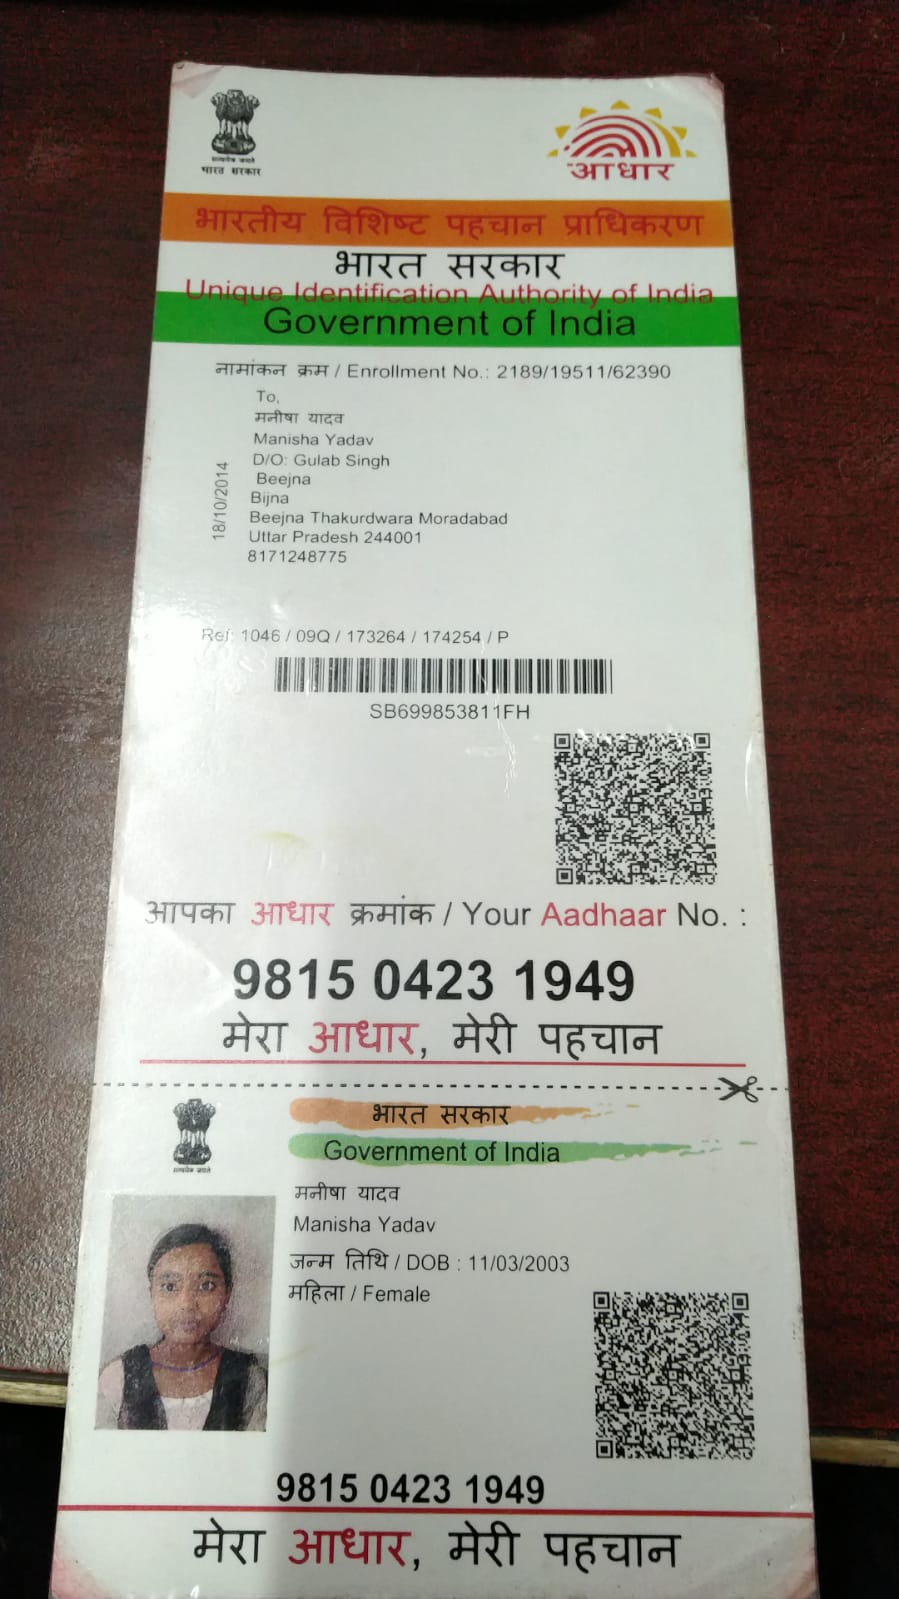 सत्यमेव जयते
भारत सरकार
आधार
भारतीय विशिष्ट पहचान प्राधिकरण
भारत सरकार
Unique Identification Authority of India
Government of India
नामांकन क्रम / Enrollment No.: 2189/19511/62390
To,
मनीषा यादव
Manisha Yadav
D/O: Gulab Singh
Beejna
Bijna
Beejna Thakurdwara Moradabad
Uttar Pradesh 244001
8171248775
18/10/2014
Ref: 1046 / 09Q / 173264 / 174254 / P
SB699853811FH
आपका आधार क्रमांक / Your Aadhaar No. :
9815 0423 1949
मेरा आधार, मेरी पहचान
सत्यमेव जयते
भारत सरकार
Government of India
मनीषा यादव
Manisha Yadav
जन्म तिथि / DOB : 11/03/2003
महिला / Female
9815 0423 1949
मेरा आधार, मेरी पहचान